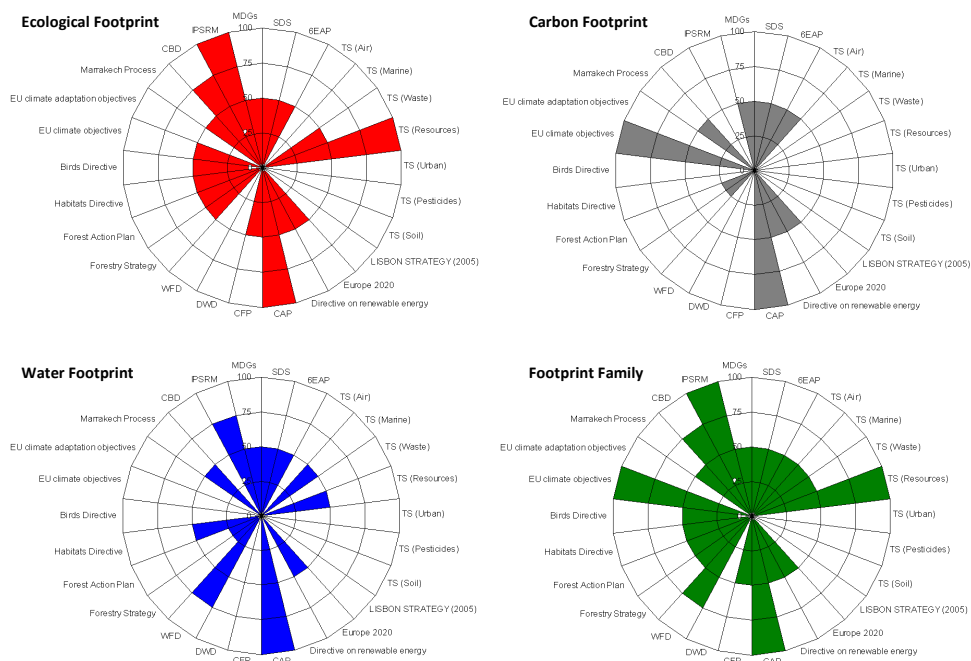 Ecological Footprint
MDGs
SDS
6EAP
TS (Air)
TS (Marine)
TS (Waste)
TS (Resources)
TS (Urban)
TS (Pesticides)
TS (Soil)
LISBON STRATEGY (2005)
Europe 2020
Directive on renewable energy
CAP
CFP
DWD
WFD
Forestry Strategy
Forest Action Plan
Habitats Directive
Birds Directive
EU climate objectives
EU climate adaptation objectives
Marrakech Process
CBD
IPSRM
100
75
50
Carbon Footprint
MDGs
SDS
6EAP
TS (Air)
TS (Marine)
TS (Waste)
TS (Resources)
TS (Urban)
TS (Pesticides)
TS (Soil)
LISBON STRATEGY (2005)
Europe 2020
Directive on renewable energy
CAP
CFP
DWD
WFD
Forestry Strategy
Forest Action Plan
Habitats Directive
Birds Directive
EU climate objectives
EU climate adaptation objectives
Marrakech Process
CBD
IPSRM
100
75
50
25
Water Footprint
MDGs
SDS
6EAP
TS (Air)
TS (Marine)
TS (Waste)
TS (Resources)
TS (Urban)
TS (Pesticides)
TS (Soil)
LISBON STRATEGY (2005)
Europe 2020
Directive on renewable energy
CAP
CFP
DWD
WFD
Forestry Strategy
Forest Action Plan
Habitats Directive
Birds Directive
EU climate objectives
EU climate adaptation objectives
Marrakech Process
CBD
IPSRM
100
75
50
Footprint Family
MDGs
SDS
6EAP
TS (Air)
TS (Marine)
TS (Waste)
TS (Resources)
TS (Urban)
TS (Pesticides)
TS (Soil)
LISBON STRATEGY (2005)
Europe 2020
Directive on renewable energy
CAP
CFP
DWD
WFD
Forestry Strategy
Forest Action Plan
Habitats Directive
Birds Directive
EU climate objectives
EU climate adaptation objectives
Marrakech Process
CBD
IPSRM
100
75
50